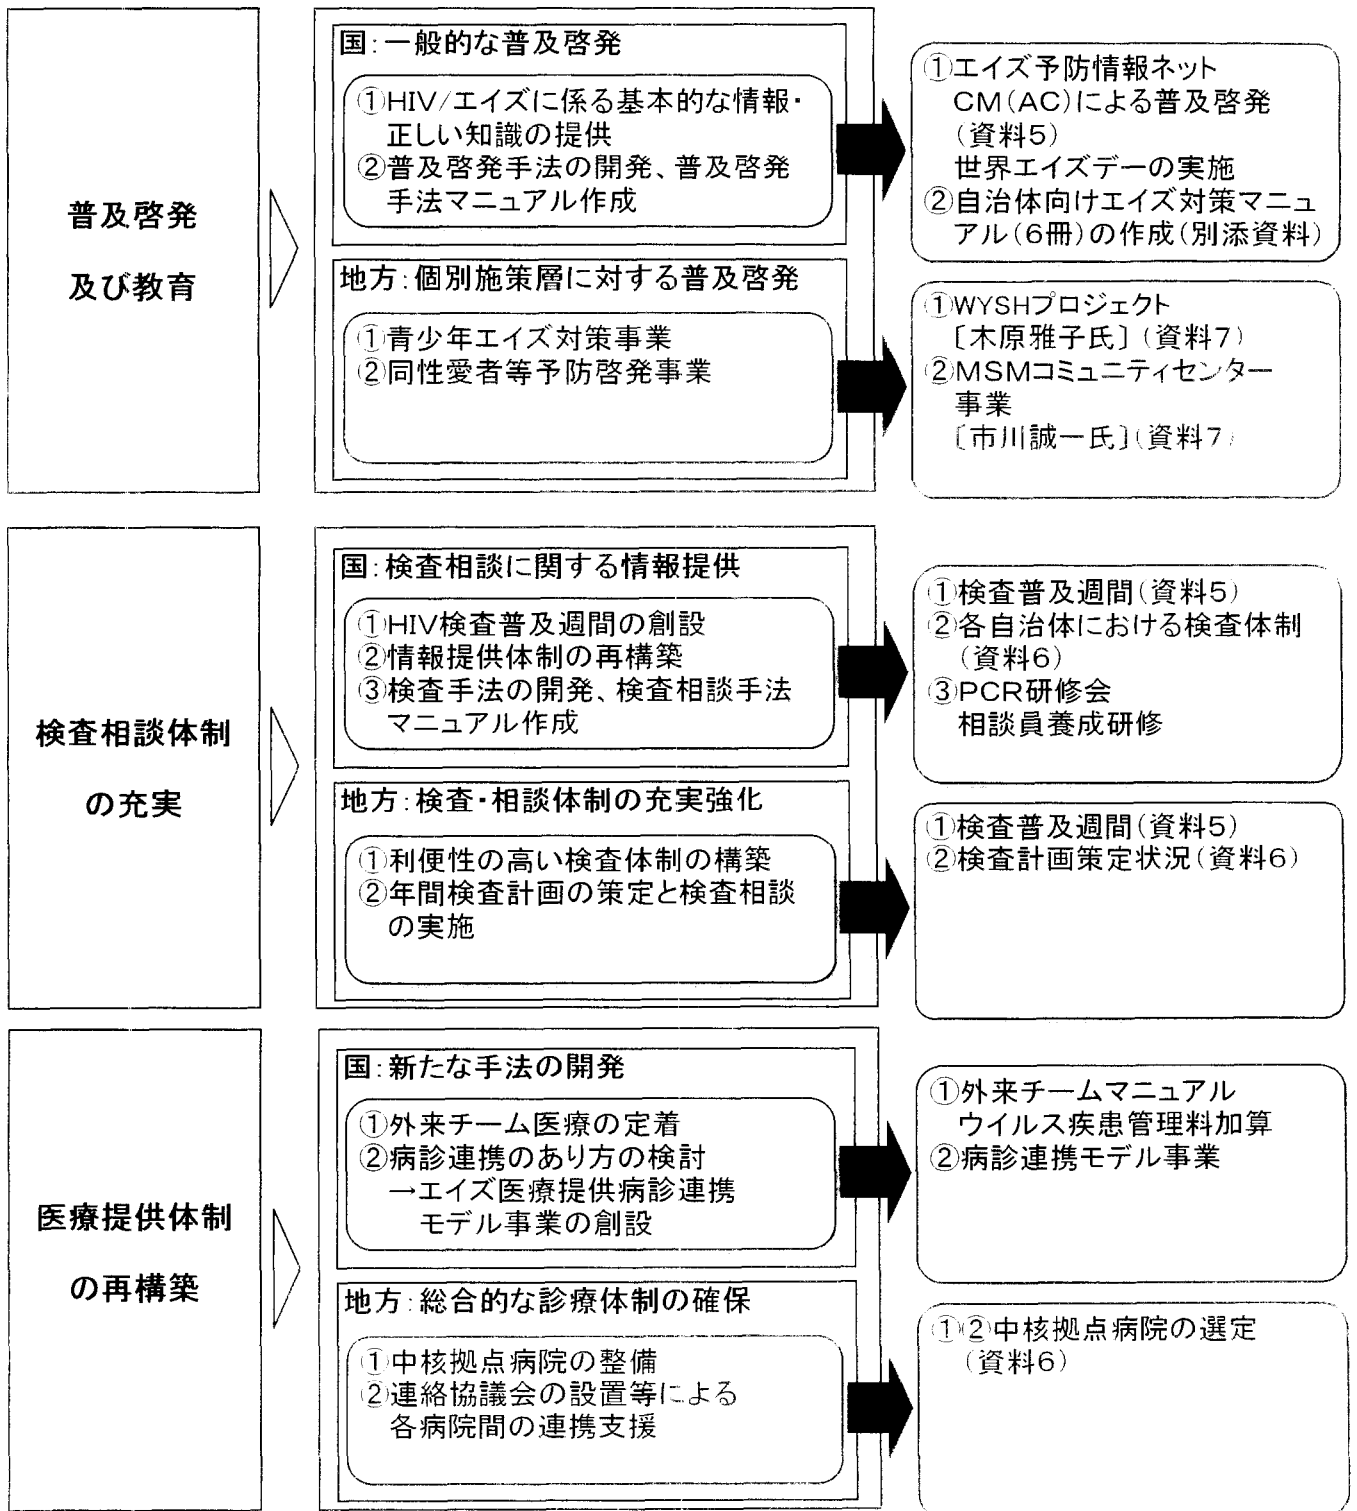 普及啓発
及び教育
国:一般的な普及啓発
①HIV/エイズに係る基本的な情報・
正しい知識の提供
②普及啓発手法の開発、普及啓発
手法マニュアル作成
①エイズ予防情報ネット
CM(AC)による普及啓発
(資料5)
世界エイズデーの実施
②自治体向けエイズ対策マニュ
アル(6冊)の作成(別添資料)
地方:個別施策層に対する普及啓発
①青少年エイズ対策事業
②同性愛者等予防啓発事業
①WYSHプロジェクト
〔木原雅子氏〕(資料7)
②MSMコミュニティセンター
事業
〔市川誠一氏〕(資料7)
検査相談体制
の充実
国:検査相談に関する情報提供
①HIV検査普及週間の創設
②情報提供体制の再構築
③検査手法の開発、検査相談手法
マニュアル作成
①検査普及週間(資料5)
②各自治体における検査体制
(資料6)
③PCR研修会
相談員養成研修
地方:検査・相談体制の充実強化
①利便性の高い検査体制の構築
②年間検査計画の策定と検査相談
の実施
①検査普及週間(資料5)
②検査計画策定状況(資料6)
医療提供体制
の再構築
国:新たな手法の開発
①外来チーム医療の定着
②病診連携のあり方の検討
→エイズ医療提供病診連携
モデル事業の創設
①外来チームマニュアル
ウイルス疾患管理料加算
②病診連携モデル事業
地方:総合的な診療体制の確保
①中核拠点病院の整備
②連絡協議会の設置等による
各病院間の連携支援
①②中核拠点病院の選定
(資料6)